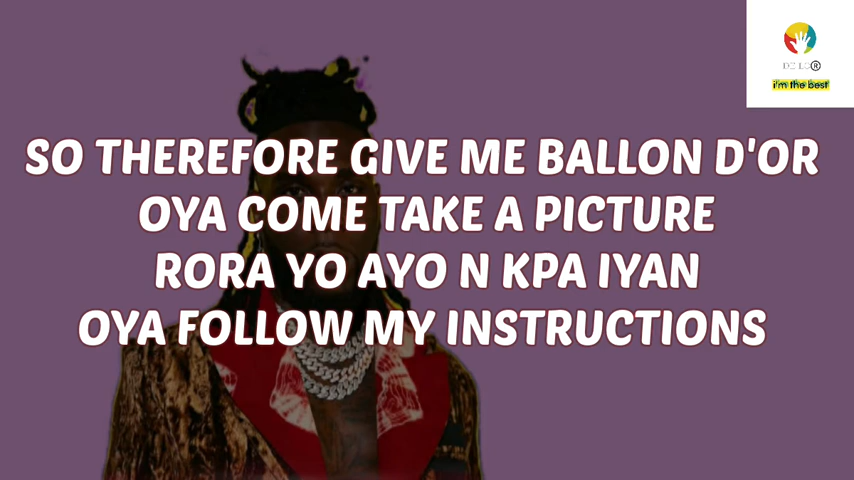 SO THEREFORE GIVE ME BALLON D'OR
OYA COME TAKE A PICTURE
RORA YO AYO N KPA IYAN
OYA FOLLOW MY INSTRUCTIONS
i'm the best